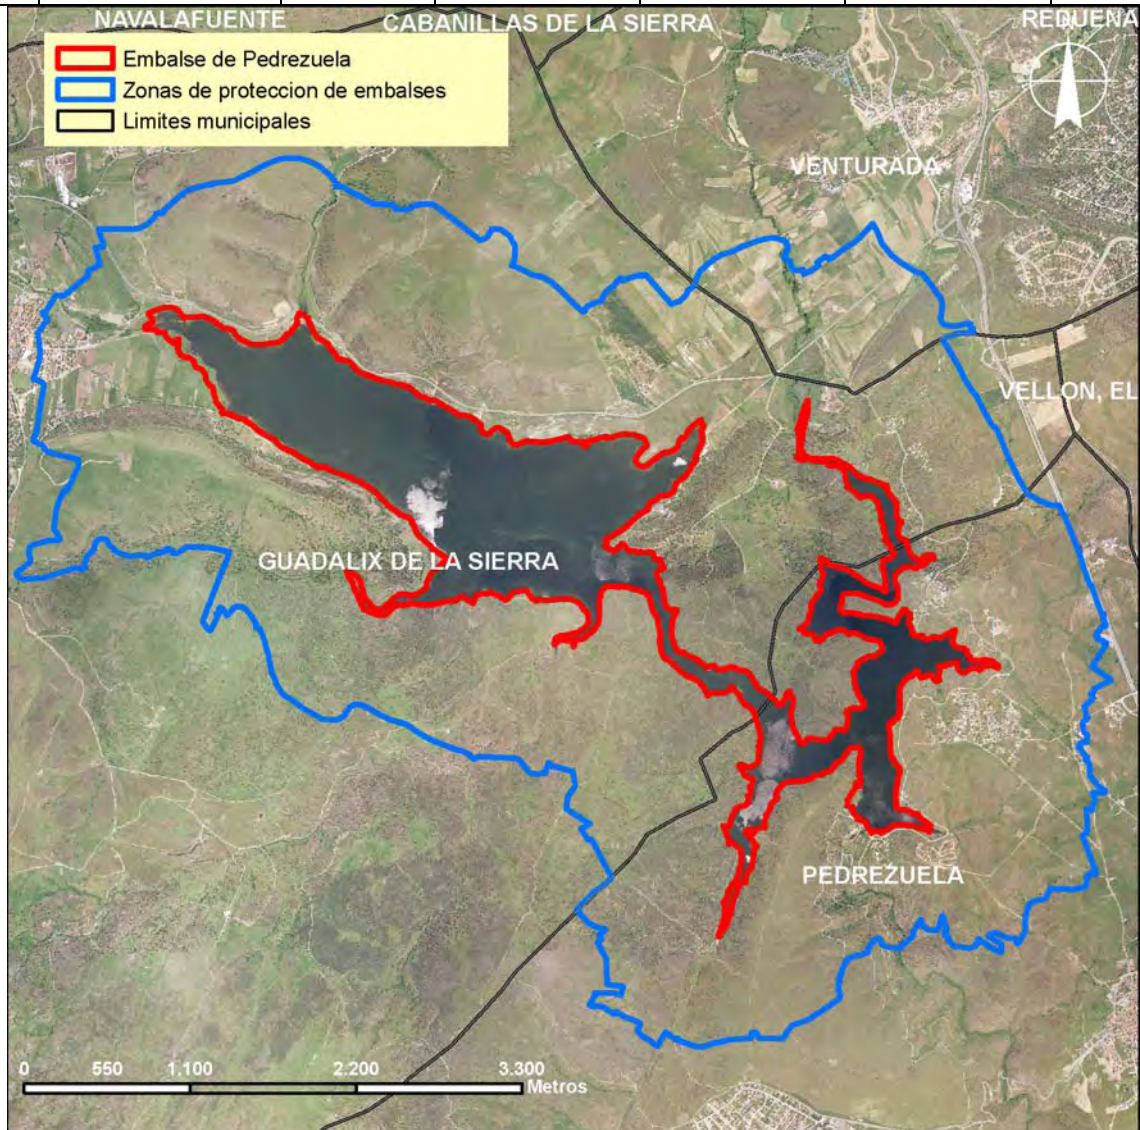 NAVALAFUENTE
CABANILLAS DE LA SIERRA
REDUEÑA
Embalse de Pedrezuela
Zonas de proteccion de embalses
Limites municipales
VENTURADA
VELLON, EL
GUADALIX DE LA SIERRA
PEDREZUELA
0 550 1.100 2.200 3.300
Metros